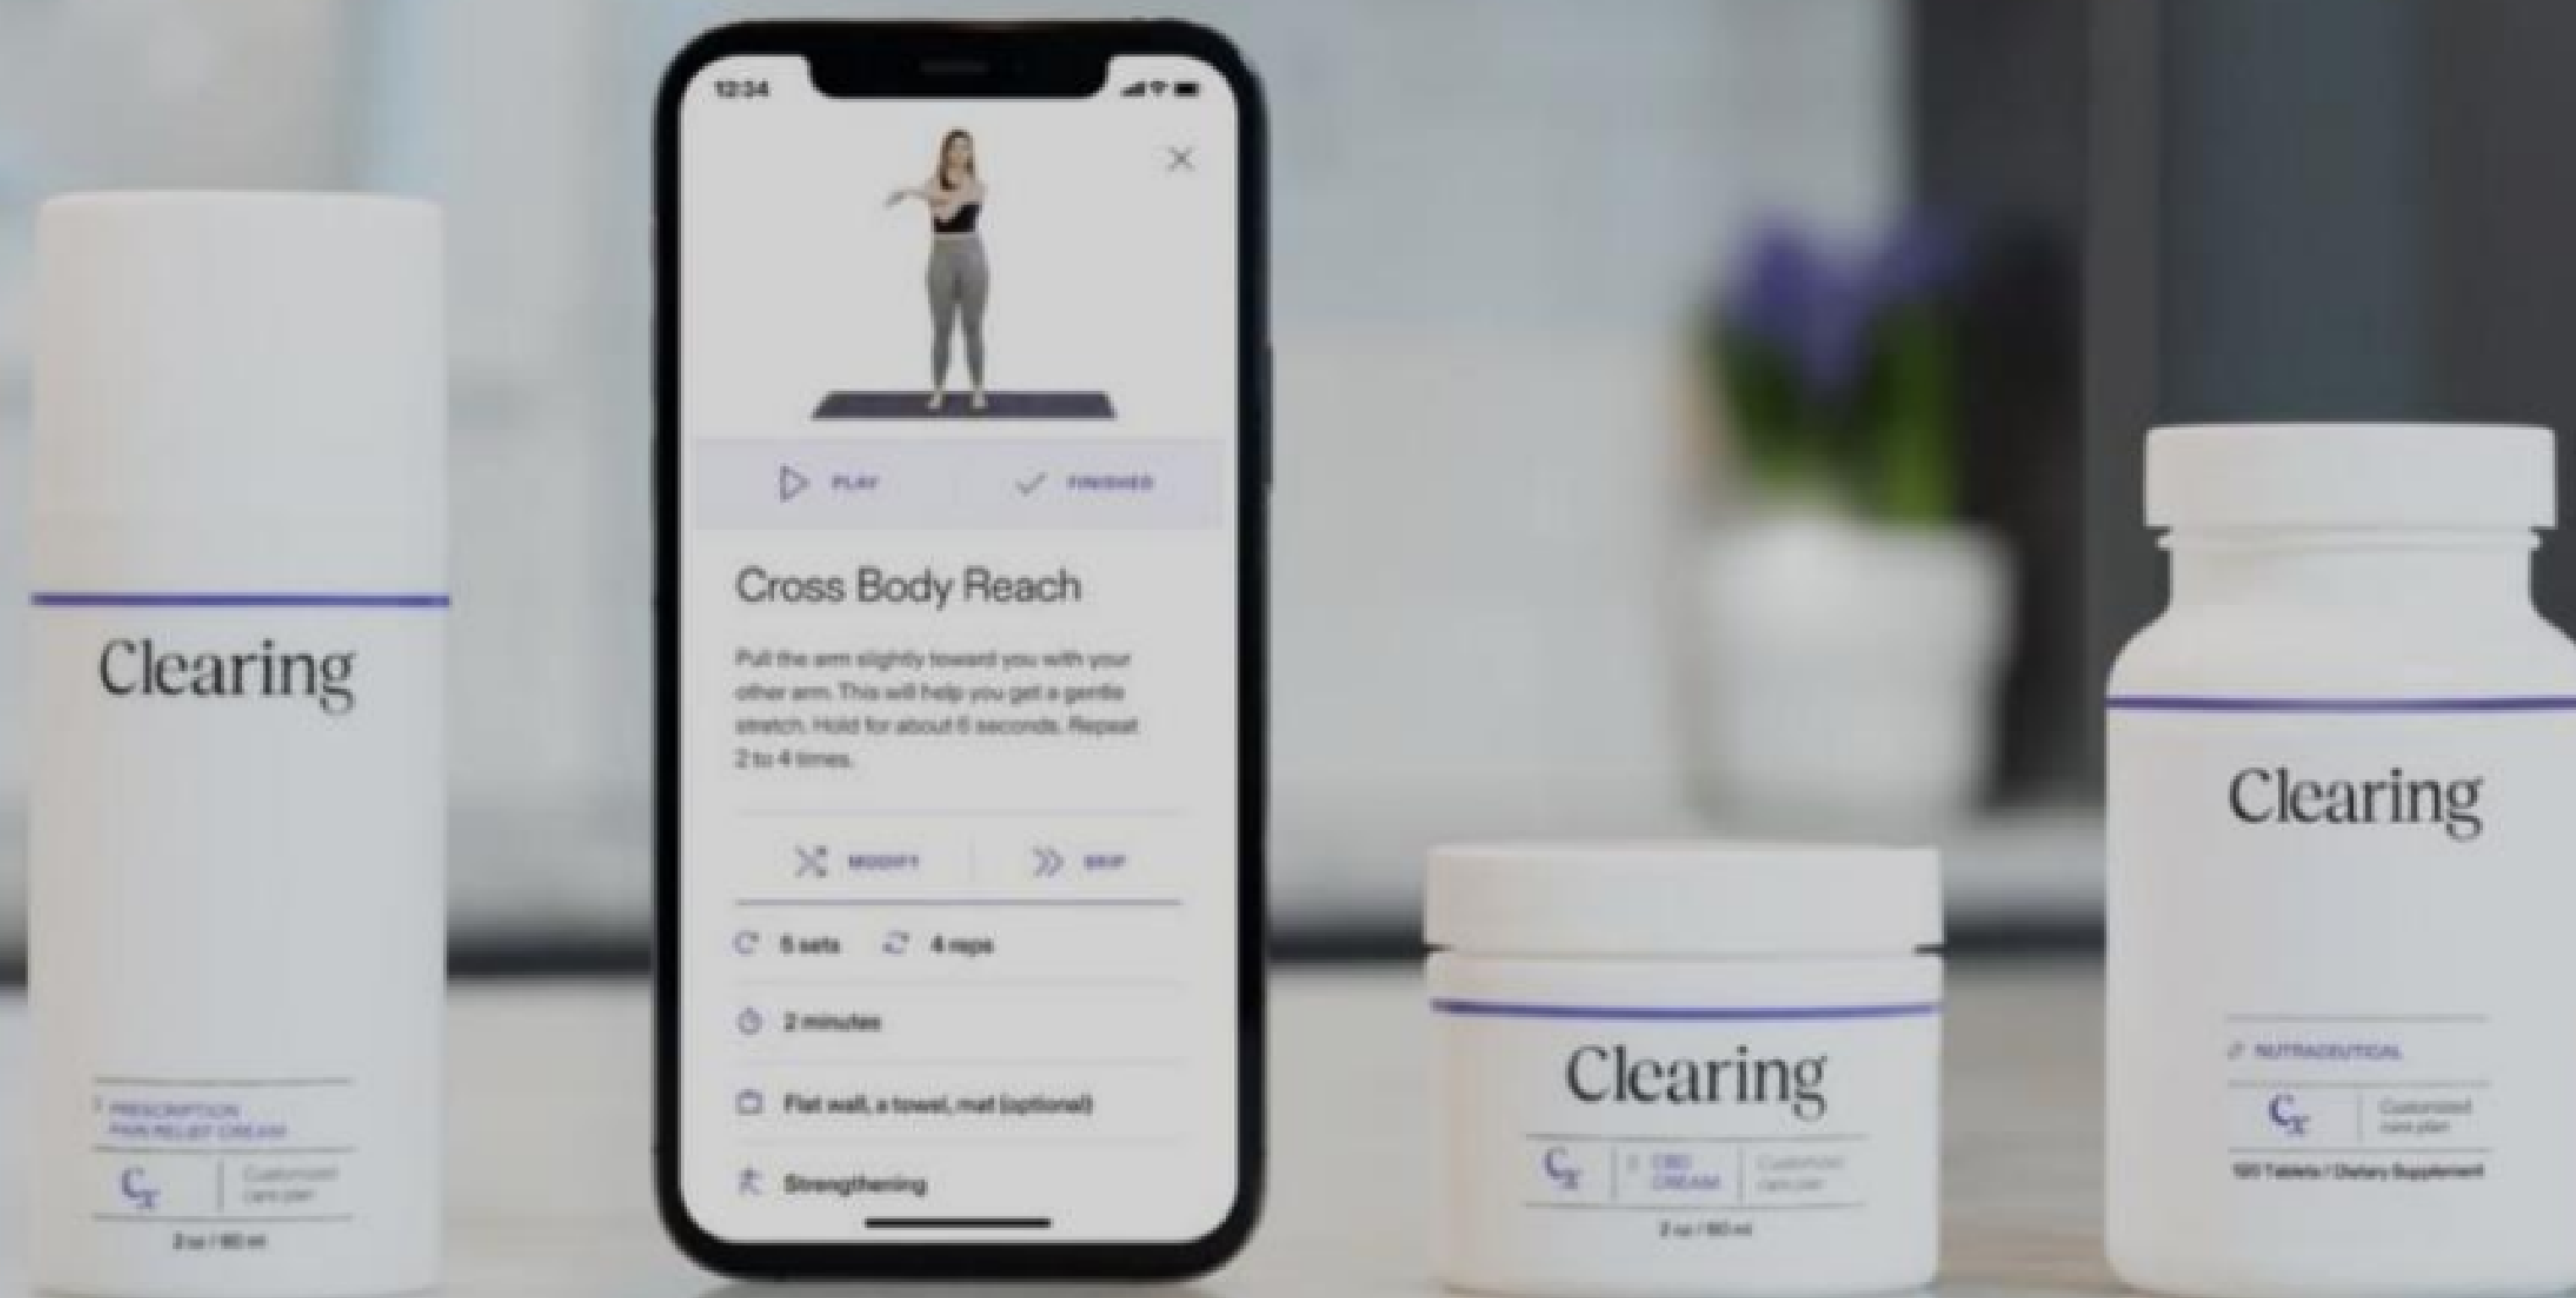 Clearing
PRESCRIPTION
PAIN RELIEF CREAM
Cx
Customized
care plan
2 oz / 60 ml
12:34
PLAY
FINISHED
Cross Body Reach
Pull the arm slightly toward you with your
other arm. This will help you get a gentle
stretch. Hold for about 6 seconds. Repeat
2 to 4 times.
MODIFY
SKIP
5 sets
4 reps
2 minutes
Flat wall, a towel, mat (optional)
Strengthening
Clearing
Cx
CBD
CREAM
Customized
care plan
2 oz / 60 ml
Clearing
NUTRACEUTICAL
Cx
Customized
care plan
120 Tablets / Dietary Supplement